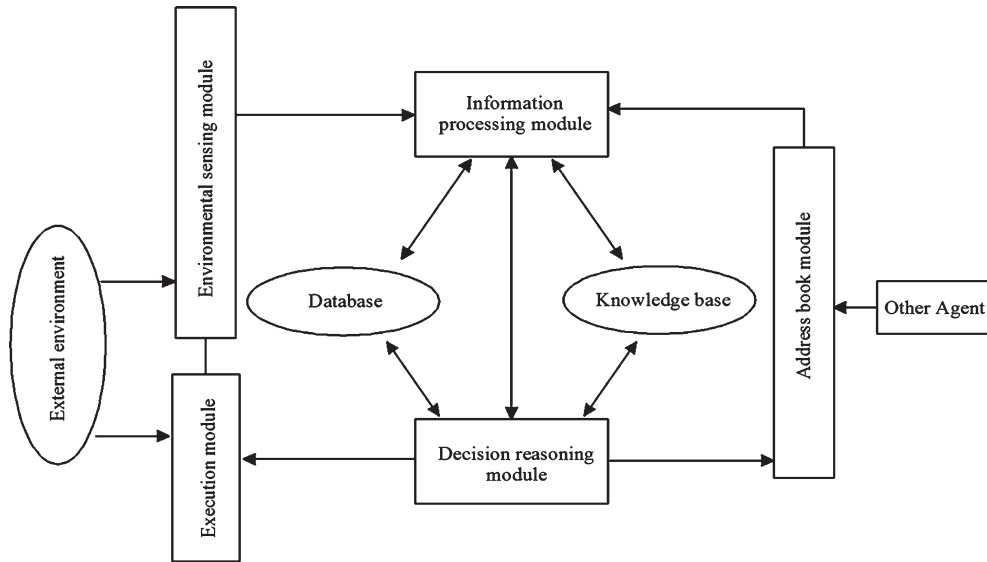 External environment
Environmental sensing module
Execution module
Information
processing module
Database
Knowledge base
Decision reasoning
module
Address book module
Other Agent